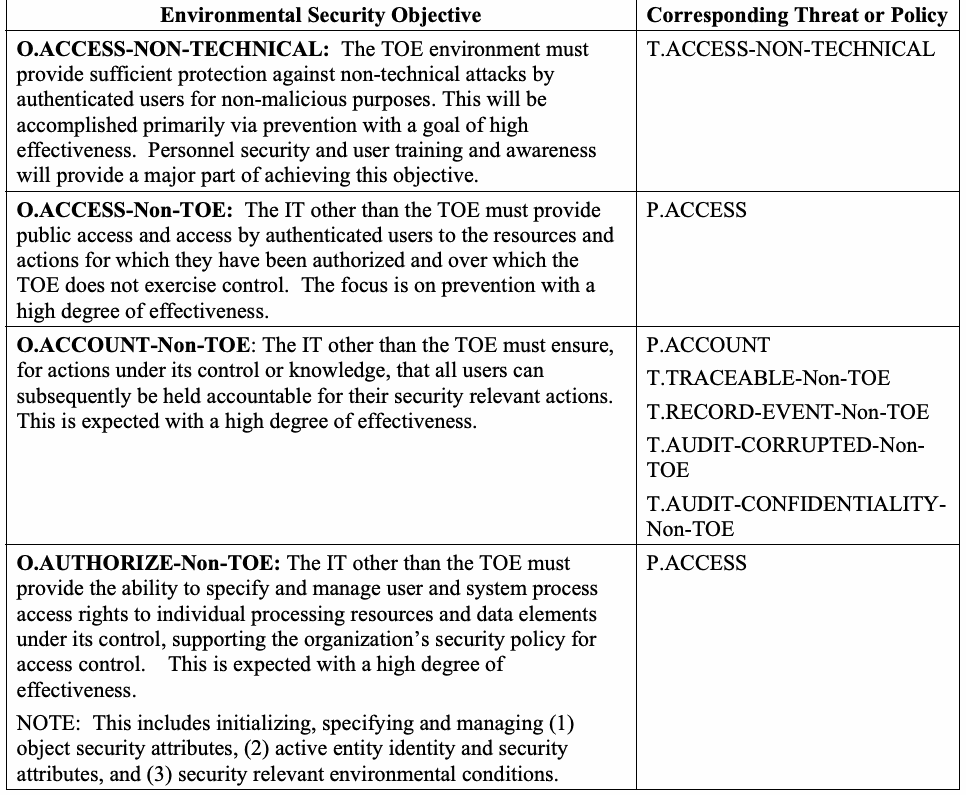 Environmental Security Objective
Corresponding Threat or Policy
O.ACCESS-NON-TECHNICAL:  The TOE environment must
provide sufficient protection against non-technical attacks by
authenticated users for non-malicious purposes. This will be
accomplished primarily via prevention with a goal of high
effectiveness.  Personnel security and user training and awareness
will provide a major part of achieving this objective.
T.ACCESS-NON-TECHNICAL
O.ACCESS-Non-TOE:  The IT other than the TOE must provide
public access and access by authenticated users to the resources and
actions for which they have been authorized and over which the
TOE does not exercise control.  The focus is on prevention with a
high degree of effectiveness.
P.ACCESS
O.ACCOUNT-Non-TOE: The IT other than the TOE must ensure,
for actions under its control or knowledge, that all users can
subsequently be held accountable for their security relevant actions.
This is expected with a high degree of effectiveness.
P.ACCOUNT
T.TRACEABLE-Non-TOE
T.RECORD-EVENT-Non-TOE
T.AUDIT-CORRUPTED-Non-
TOE
T.AUDIT-CONFIDENTIALITY-
Non-TOE
O.AUTHORIZE-Non-TOE: The IT other than the TOE must
provide the ability to specify and manage user and system process
access rights to individual processing resources and data elements
under its control, supporting the organization’s security policy for
access control.    This is expected with a high degree of
effectiveness.
NOTE:  This includes initializing, specifying and managing (1)
object security attributes, (2) active entity identity and security
attributes, and (3) security relevant environmental conditions.
P.ACCESS